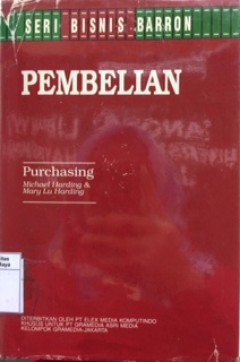 SERI BISNIS BARRON
PEMBELIAN
Purchasing
Michael Harding &
Mary Lu Harding
DITERBITKAN OLEH PT ELEX MEDIA KOMPUTINDO
KHUSUS UNTUK PT GRAMEDIA ASRI MEDIA
KELOMPOK GRAMEDIA-JAKARTA